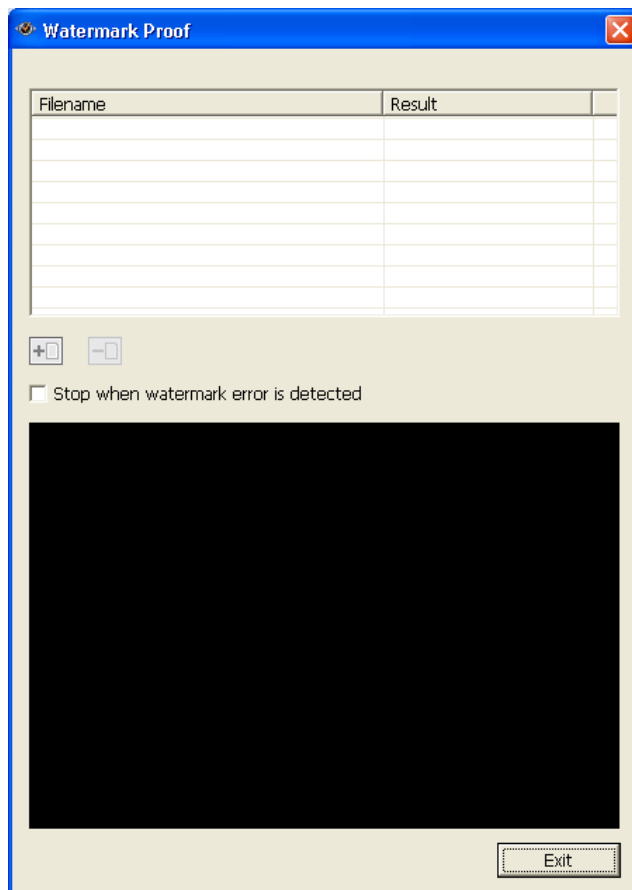 Watermark Proof
Filename Result
Stop when watermark error is detected
Exit